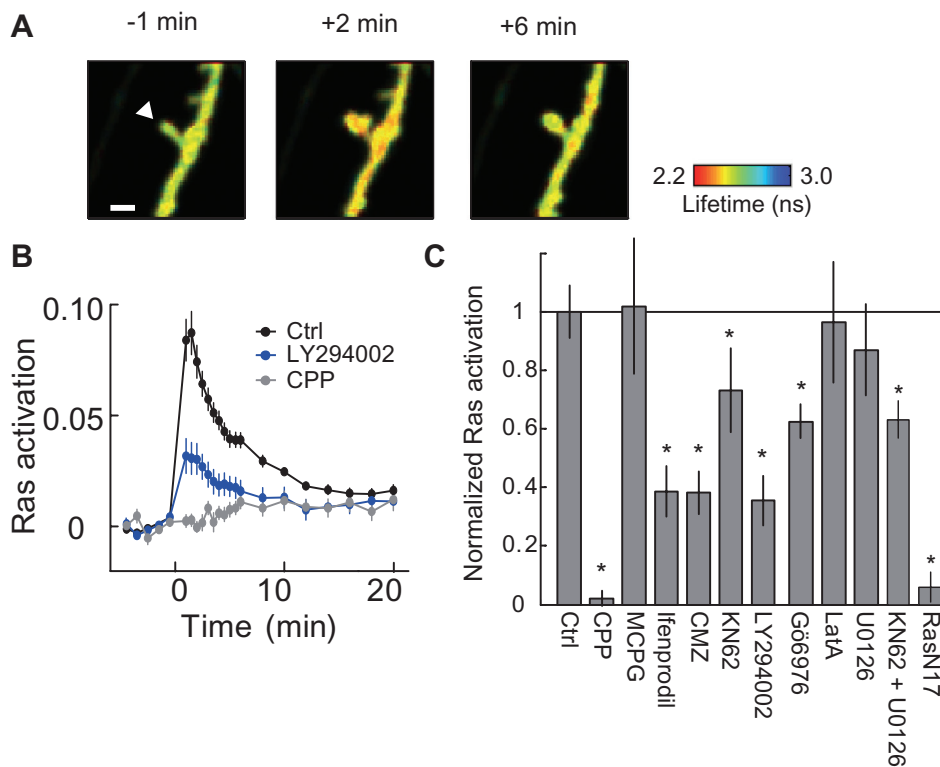 A
-1 min
+2 min
+6 min
2.2
3.0
Lifetime (ns)
B
Ras activation
0.10
0.05
0
Ctrl
LY294002
CPP
0
10
20
Time (min)
C
Normalized Ras activation
1
0.8
0.6
0.4
0.2
0
*
*
*
*
*
*
*
*
Ctrl
CPP
MCPG
Ifenprodil
CMZ
KN62
LY294002
Gö6976
LatA
U0126
KN62 + U0126
RasN17